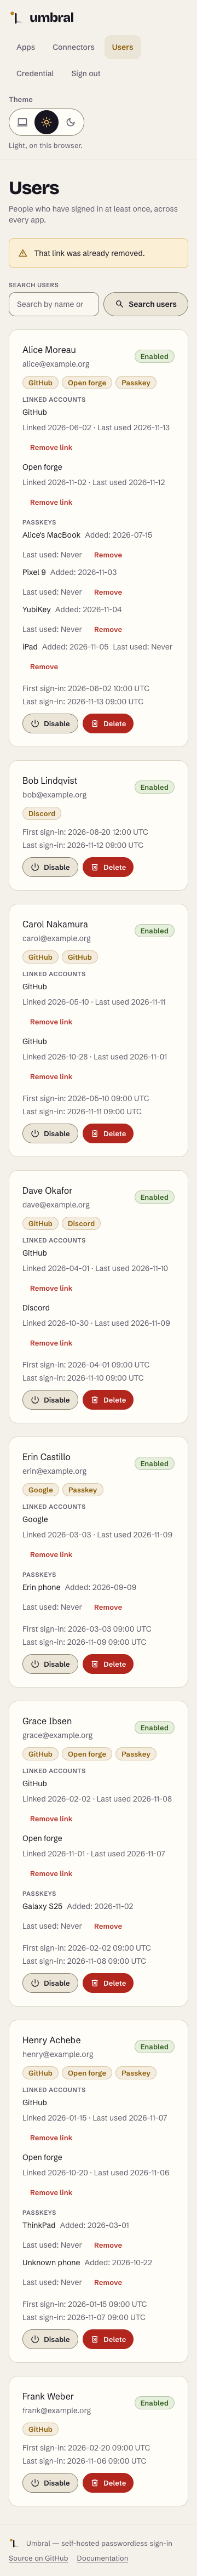 umbral
Apps Connectors Users
Credential Sign out
Theme
Light, on this browser.
Users
People who have signed in at least once, across
every app.
That link was already removed.
SEARCH USERS
Search by name or Search users
Alice Moreau Enabled
alice@example.org
GitHub Open forge Passkey
LINKED ACCOUNTS
GitHub
Linked 2026-06-02 · Last used 2026-11-13
Remove link
Open forge
Linked 2026-11-02 · Last used 2026-11-12
Remove link
PASSKEYS
Alice's MacBook Added: 2026-07-15
Last used: Never Remove
Pixel 9 Added: 2026-11-03
Last used: Never Remove
YubiKey Added: 2026-11-04
Last used: Never Remove
iPad Added: 2026-11-05 Last used: Never
Remove
First sign-in: 2026-06-02 10:00 UTC
Last sign-in: 2026-11-13 09:00 UTC
Disable Delete
Bob Lindqvist Enabled
bob@example.org
Discord
First sign-in: 2026-08-20 12:00 UTC
Last sign-in: 2026-11-12 09:00 UTC
Disable Delete
Carol Nakamura Enabled
carol@example.org
GitHub GitHub
LINKED ACCOUNTS
GitHub
Linked 2026-05-10 · Last used 2026-11-11
Remove link
GitHub
Linked 2026-10-28 · Last used 2026-11-01
Remove link
First sign-in: 2026-05-10 09:00 UTC
Last sign-in: 2026-11-11 09:00 UTC
Disable Delete
Dave Okafor Enabled
dave@example.org
GitHub Discord
LINKED ACCOUNTS
GitHub
Linked 2026-04-01 · Last used 2026-11-10
Remove link
Discord
Linked 2026-10-30 · Last used 2026-11-09
Remove link
First sign-in: 2026-04-01 09:00 UTC
Last sign-in: 2026-11-10 09:00 UTC
Disable Delete
Erin Castillo Enabled
erin@example.org
Google Passkey
LINKED ACCOUNTS
Google
Linked 2026-03-03 · Last used 2026-11-09
Remove link
PASSKEYS
Erin phone Added: 2026-09-09
Last used: Never Remove
First sign-in: 2026-03-03 09:00 UTC
Last sign-in: 2026-11-09 09:00 UTC
Disable Delete
Grace Ibsen Enabled
grace@example.org
GitHub Open forge Passkey
LINKED ACCOUNTS
GitHub
Linked 2026-02-02 · Last used 2026-11-08
Remove link
Open forge
Linked 2026-11-01 · Last used 2026-11-07
Remove link
PASSKEYS
Galaxy S25 Added: 2026-11-02
Last used: Never Remove
First sign-in: 2026-02-02 09:00 UTC
Last sign-in: 2026-11-08 09:00 UTC
Disable Delete
Henry Achebe Enabled
henry@example.org
GitHub Open forge Passkey
LINKED ACCOUNTS
GitHub
Linked 2026-01-15 · Last used 2026-11-07
Remove link
Open forge
Linked 2026-10-20 · Last used 2026-11-06
Remove link
PASSKEYS
ThinkPad Added: 2026-03-01
Last used: Never Remove
Unknown phone Added: 2026-10-22
Last used: Never Remove
First sign-in: 2026-01-15 09:00 UTC
Last sign-in: 2026-11-07 09:00 UTC
Disable Delete
Frank Weber Enabled
frank@example.org
GitHub
First sign-in: 2026-02-20 09:00 UTC
Last sign-in: 2026-11-06 09:00 UTC
Disable Delete
Umbral — self-hosted passwordless sign-in
Source on GitHub Documentation